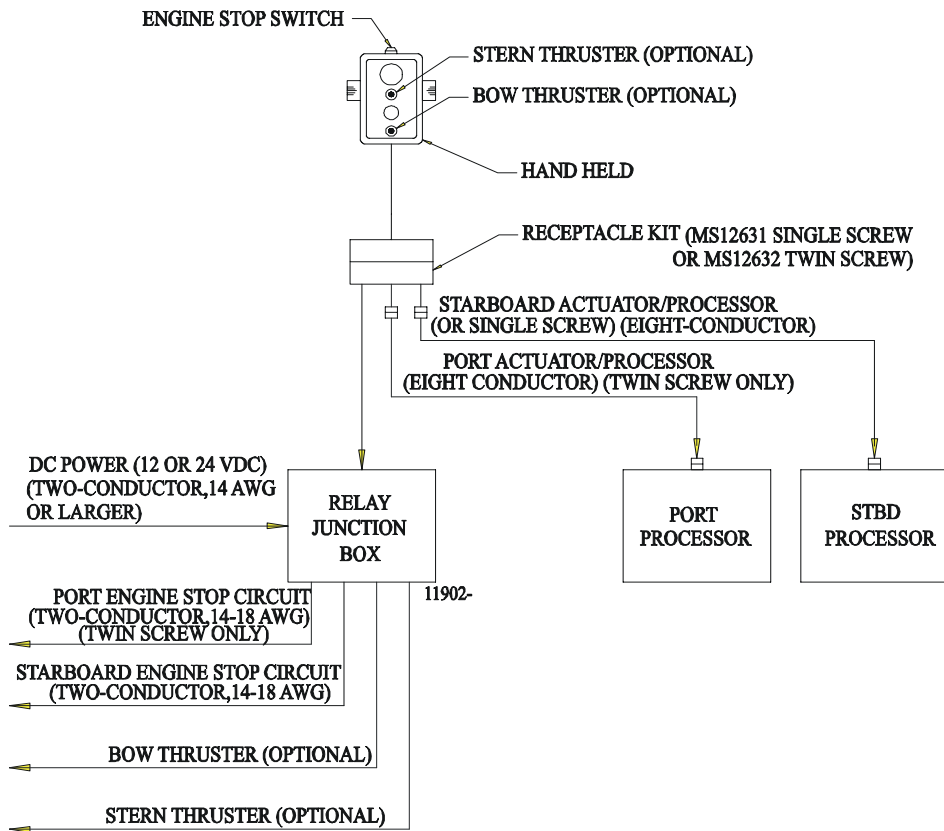 ENGINE STOP SWITCH
STERN THRUSTER (OPTIONAL)
BOW THRUSTER (OPTIONAL)
HAND HELD
RECEPTACLE KIT (MS12631 SINGLE SCREW
OR MS12632 TWIN SCREW)
STARBOARD ACTUATOR/PROCESSOR
(OR SINGLE SCREW) (EIGHT-CONDUCTOR)
PORT ACTUATOR/PROCESSOR
(EIGHT CONDUCTOR) (TWIN SCREW ONLY)
DC POWER (12 OR 24 VDC)
(TWO-CONDUCTOR,14 AWG
OR LARGER)
RELAY
JUNCTION
BOX
PORT
PROCESSOR
STBD
PROCESSOR
11902-
PORT ENGINE STOP CIRCUIT
(TWO-CONDUCTOR,14-18 AWG)
(TWIN SCREW ONLY)
STARBOARD ENGINE STOP CIRCUIT
(TWO-CONDUCTOR,14-18 AWG)
BOW THRUSTER (OPTIONAL)
STERN THRUSTER (OPTIONAL)